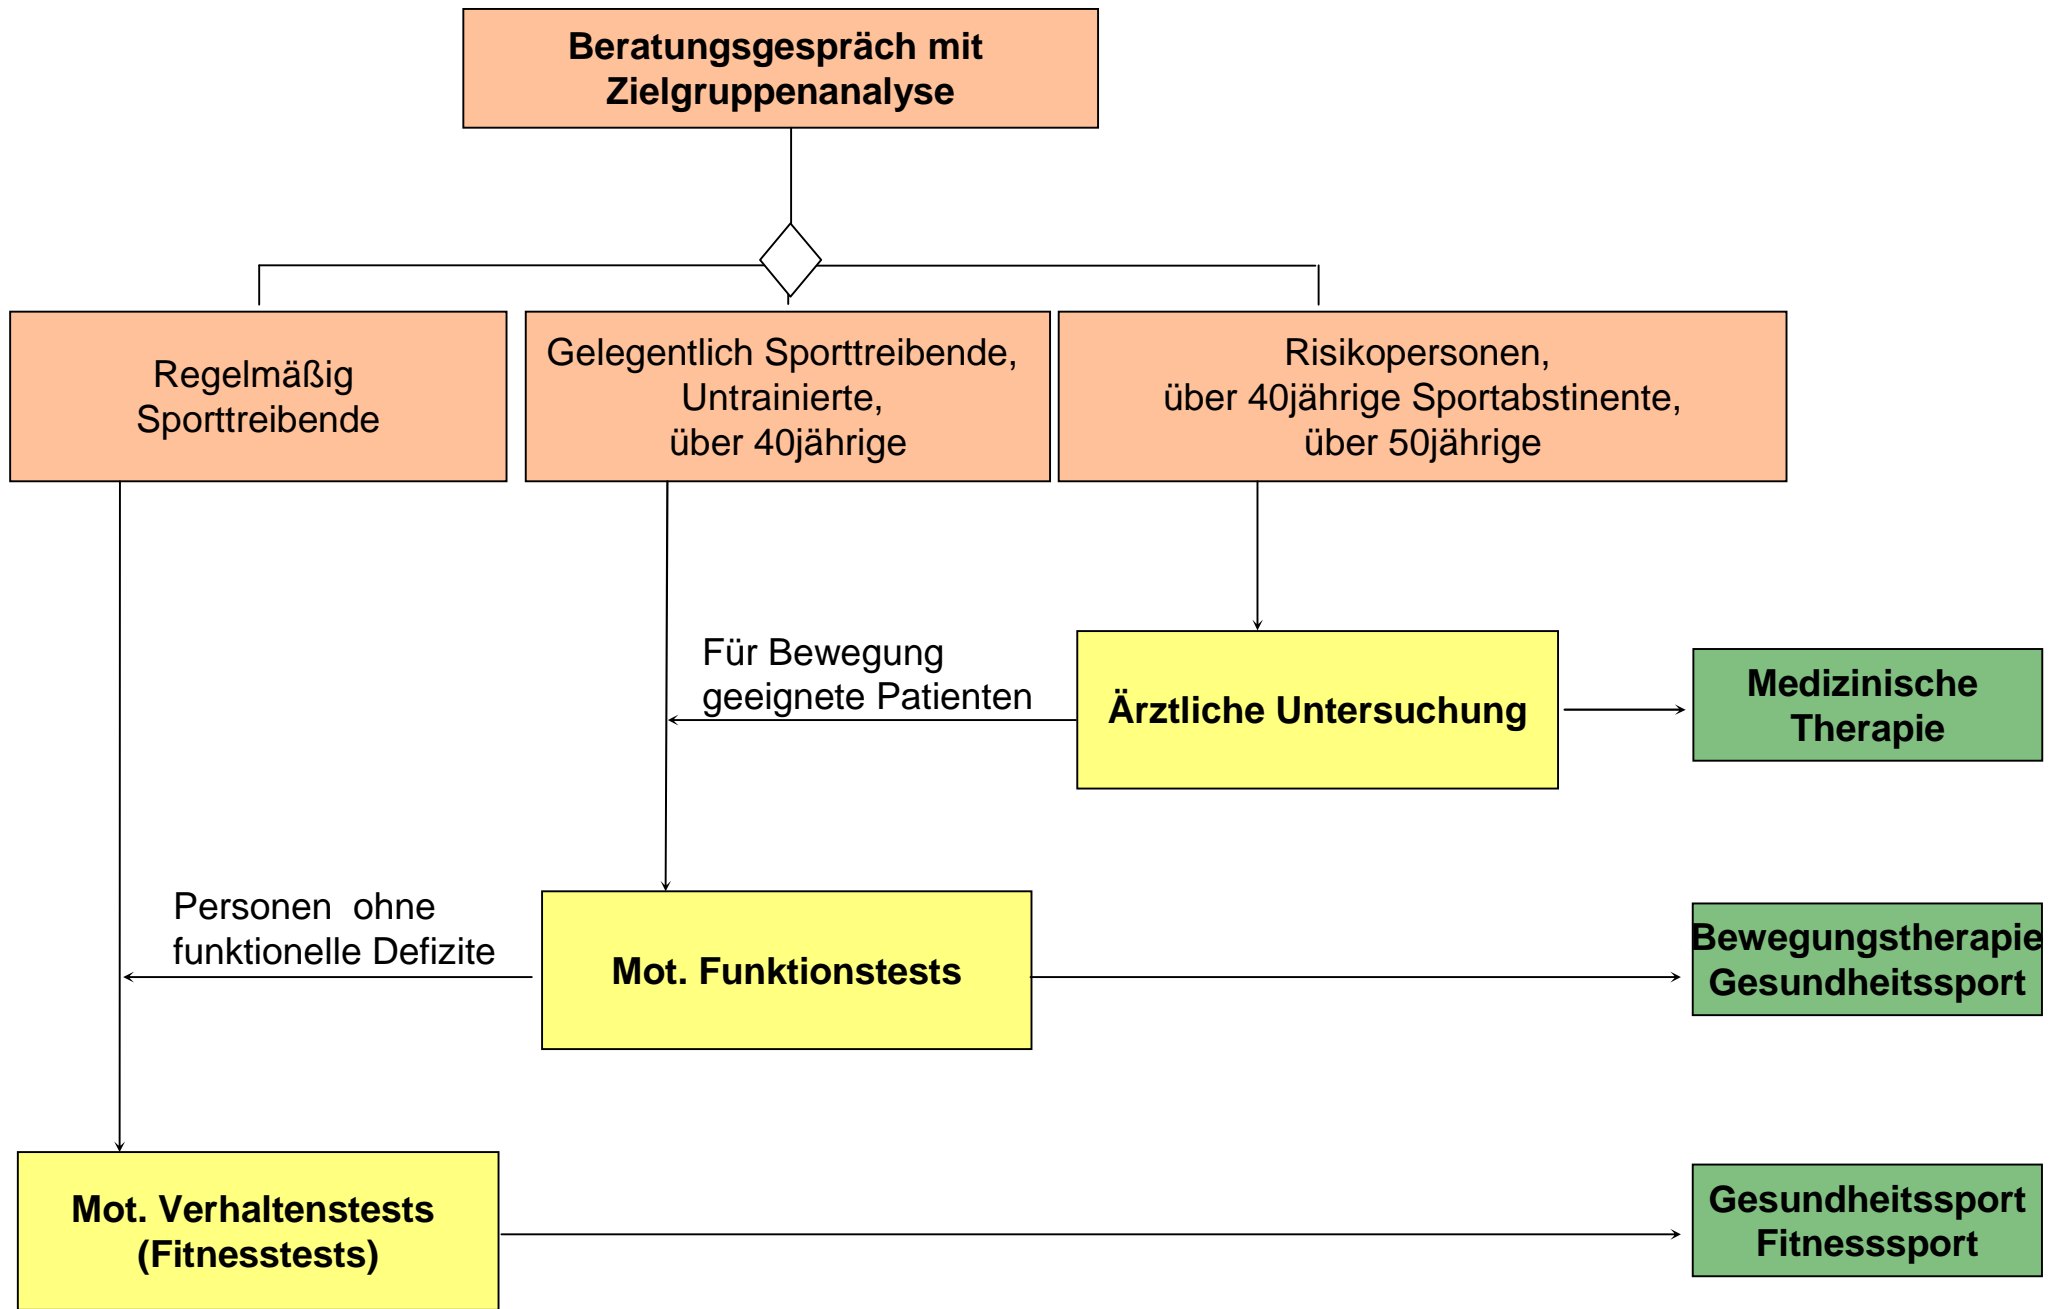 Beratungsgespräch mit
Zielgruppenanalyse
Regelmäßig
Sporttreibende
Gelegentlich Sporttreibende,
Untrainierte,
über 40jährige
Risikopersonen,
über 40jährige Sportabstinente,
über 50jährige
Für Bewegung
geeignete Patienten
Ärztliche Untersuchung
Medizinische
Therapie
Personen  ohne
funktionelle Defizite
Mot. Funktionstests
Bewegungstherapie
Gesundheitssport
Mot. Verhaltenstests
(Fitnesstests)
Gesundheitssport
Fitnesssport